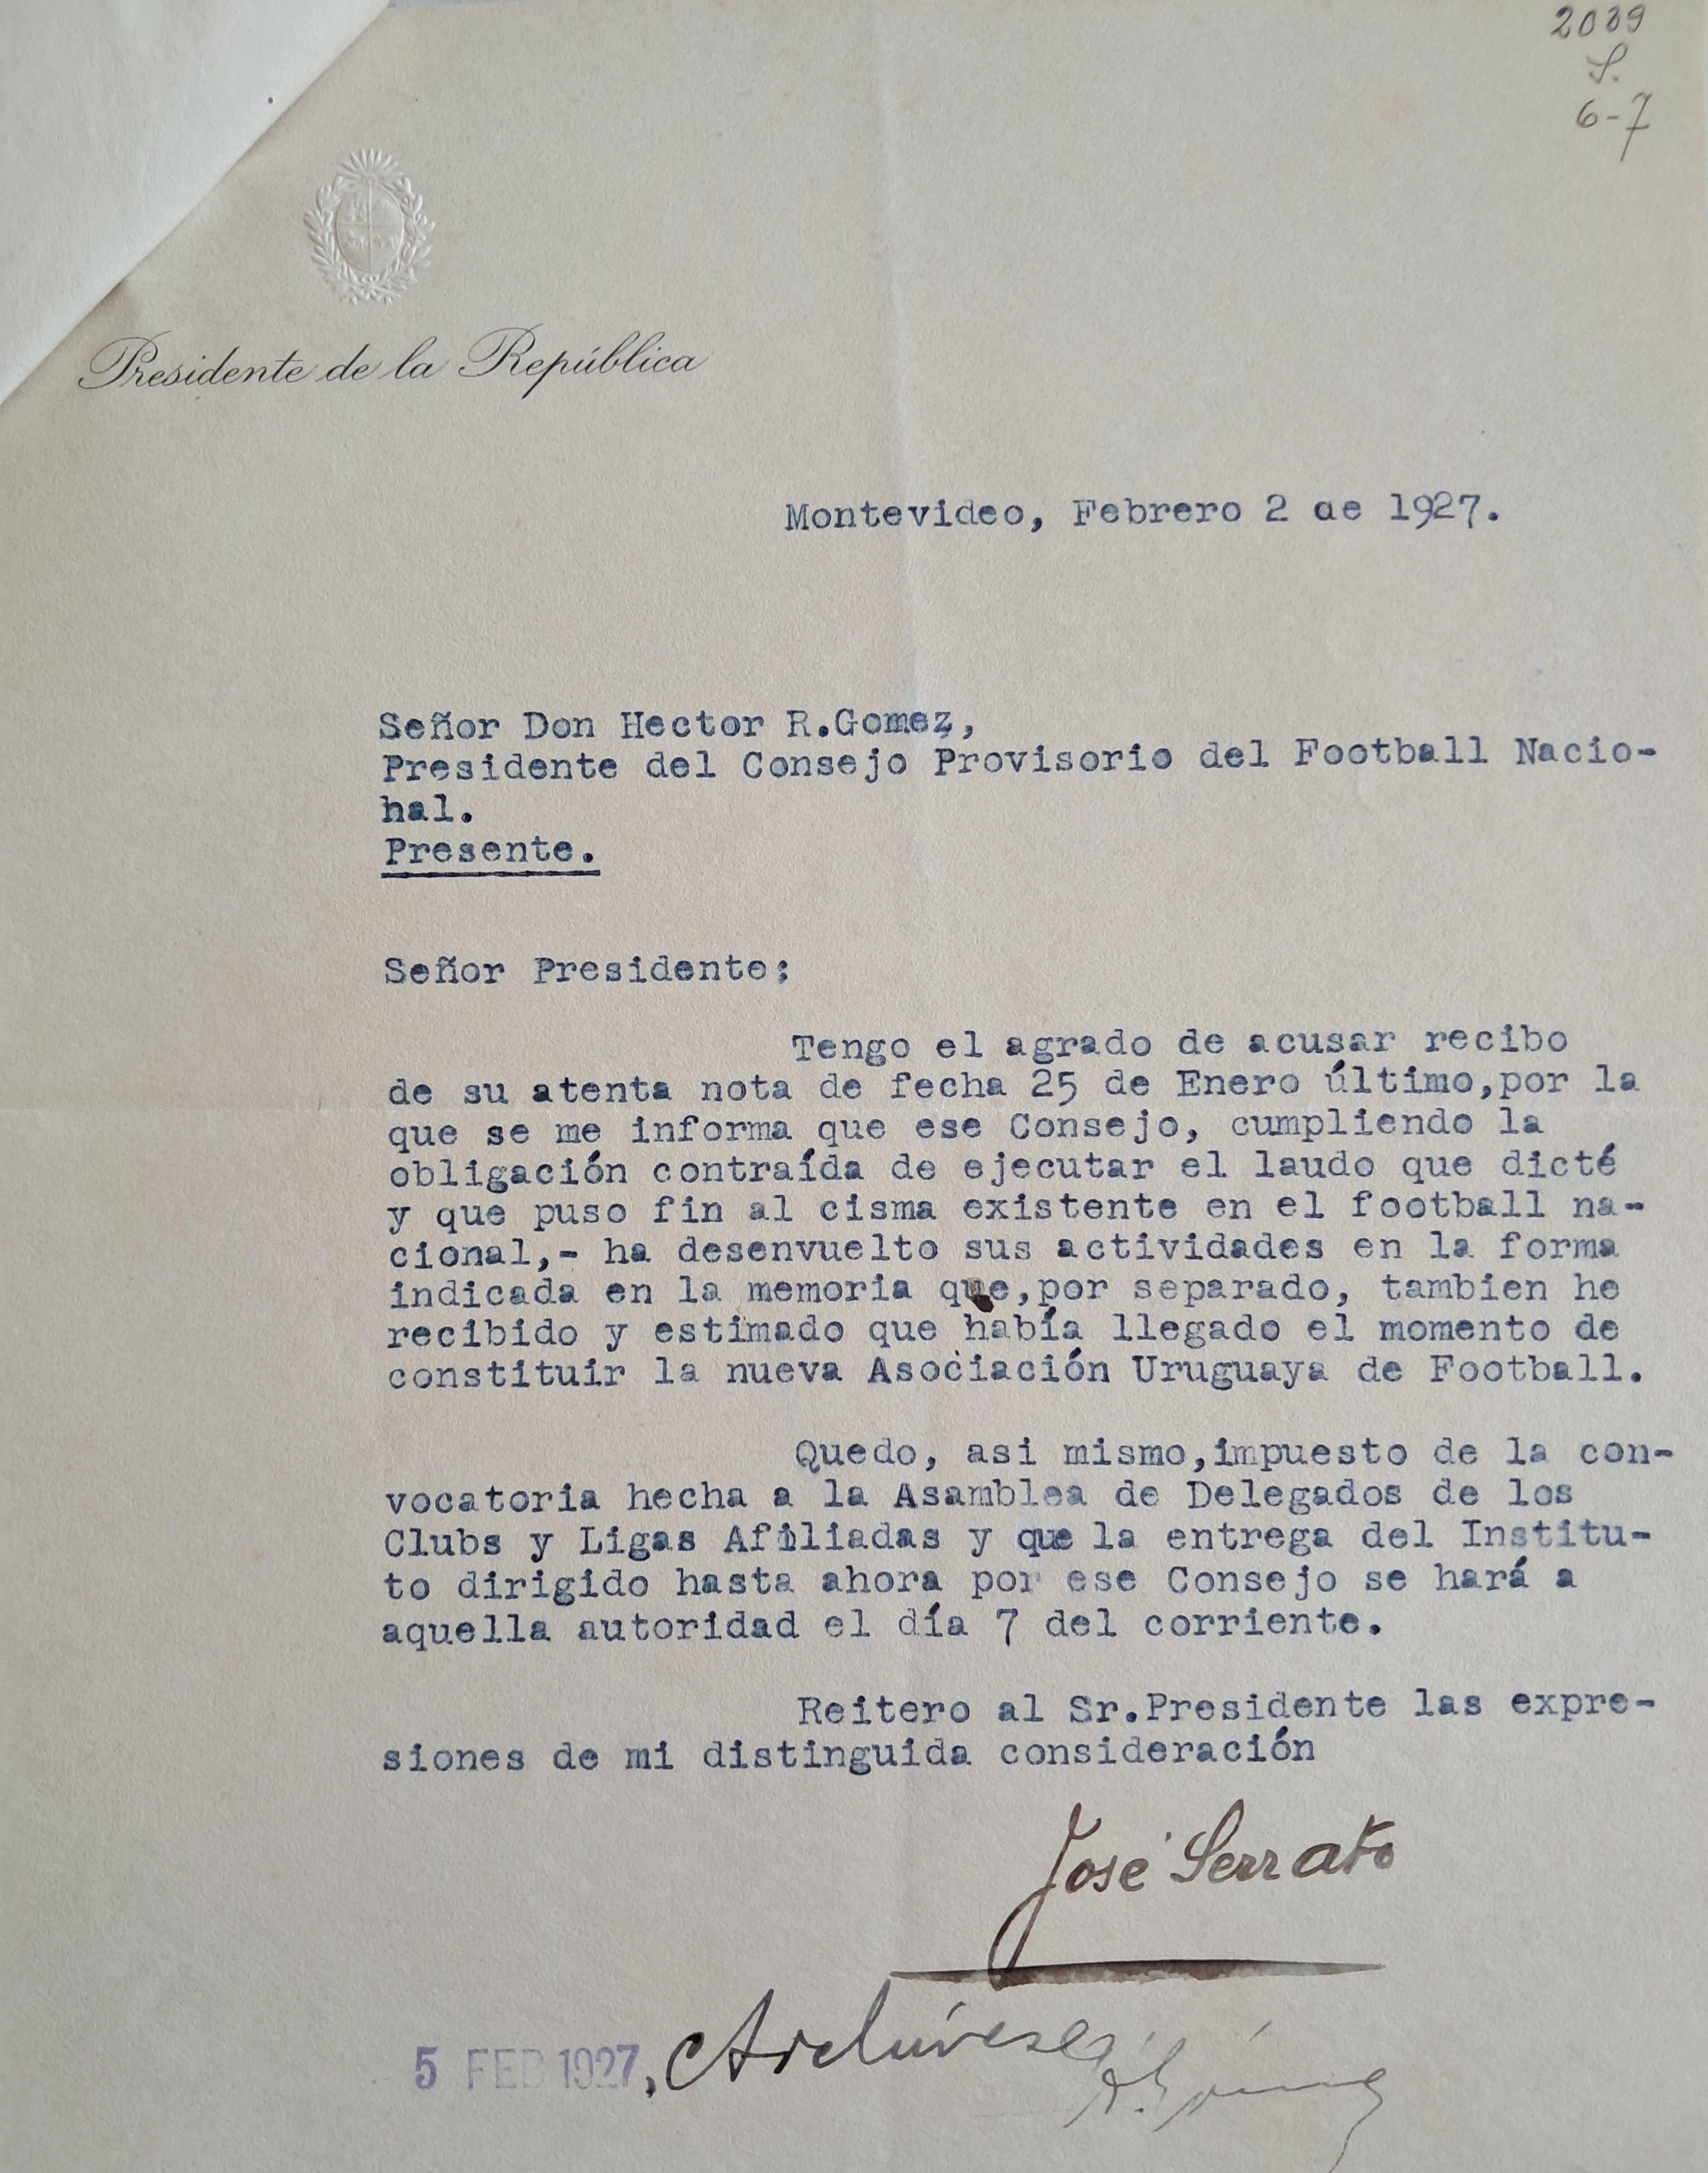 2039
S.
6-7
Presidente de la República
Montevideo, Febrero 2 de 1927.
Señor Don Hector R.Gomez,
Presidente del Consejo Provisorio del Football Nacio-
nal.
Presente.
Señor Presidente:
Tengo el agrado de acusar recibo
de su atenta nota de fecha 25 de Enero último,por la
que se me informa que ese Consejo, cumpliendo la
obligación contraída de ejecutar el laudo que dicté
y que puso fin al cisma existente en el football na-
cional,- ha desenvuelto sus actividades en la forma
indicada en la memoria que,por separado, tambien he
recibido y estimado que había llegado el momento de
constituir la nueva Asociación Uruguaya de Football.
Quedo, asi mismo,impuesto de la con-
vocatoria hecha a la Asamblea de Delegados de los
Clubs y Ligas Afiliadas y que la entrega del Institu-
to dirigido hasta ahora por ese Consejo se hará a
aquella autoridad el día 7 del corriente.
Reitero al Sr.Presidente las expre-
siones de mi distinguida consideración
José Serrato
5 FEB 1927, Archívese